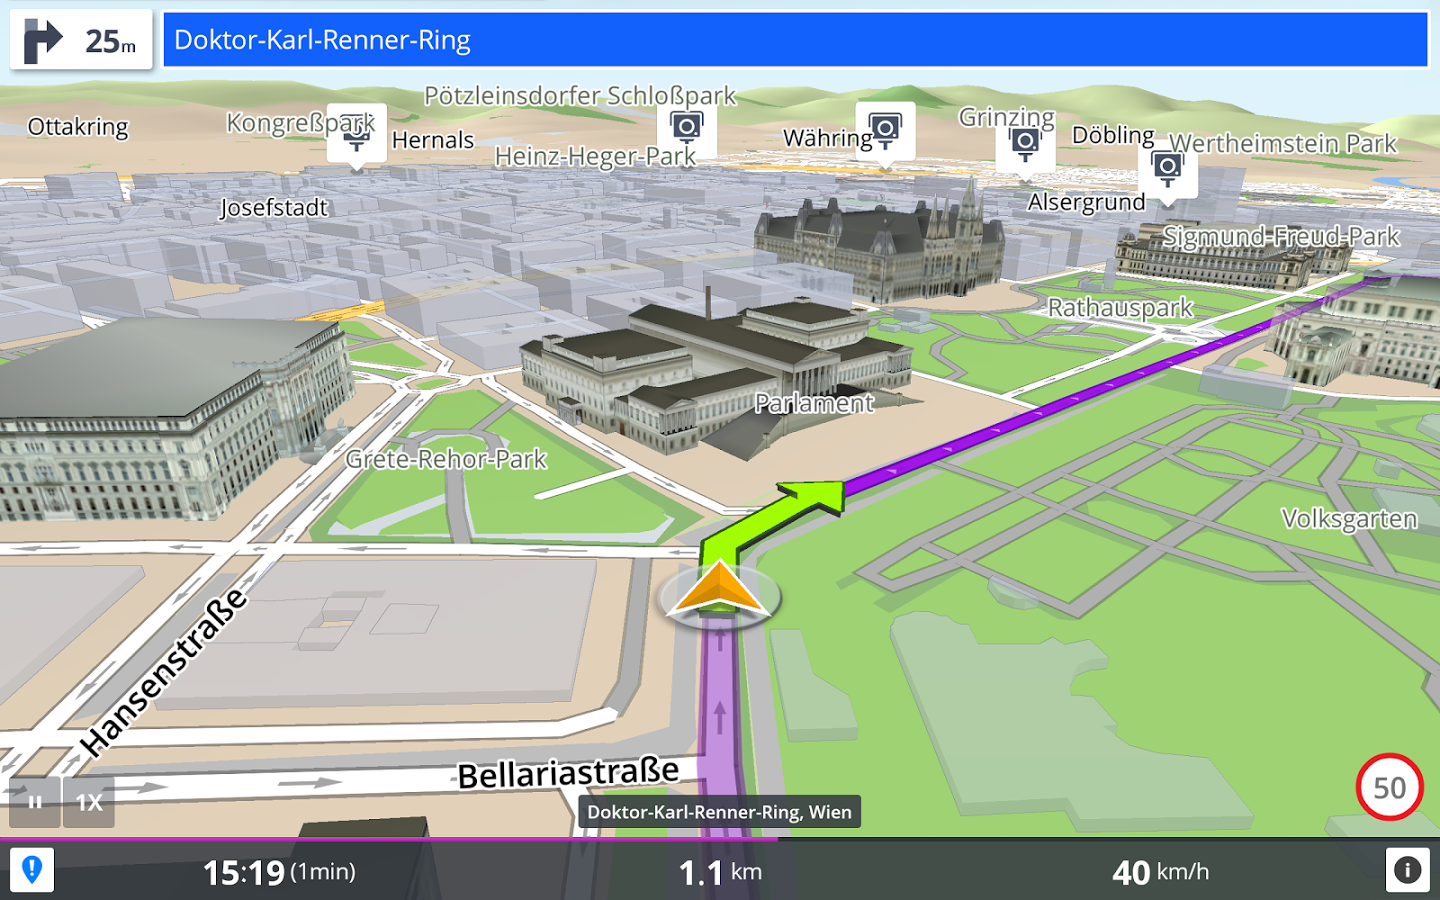 25 m
Doktor-Karl-Renner-Ring
Pötzleinsdorfer Schloßpark
Ottakring
Kongreßpark
Hernals
Heinz-Heger-Park
Währing
Grinzing
Döbling
Wertheimstein Park
Josefstadt
Alsergrund
Sigmund-Freud-Park
Rathauspark
Parlament
Grete-Rehor-Park
Volksgarten
Hansenstraße
Bellariastraße
50
1X
Doktor-Karl-Renner-Ring, Wien
15:19 (1min)
1.1 km
40 km/h